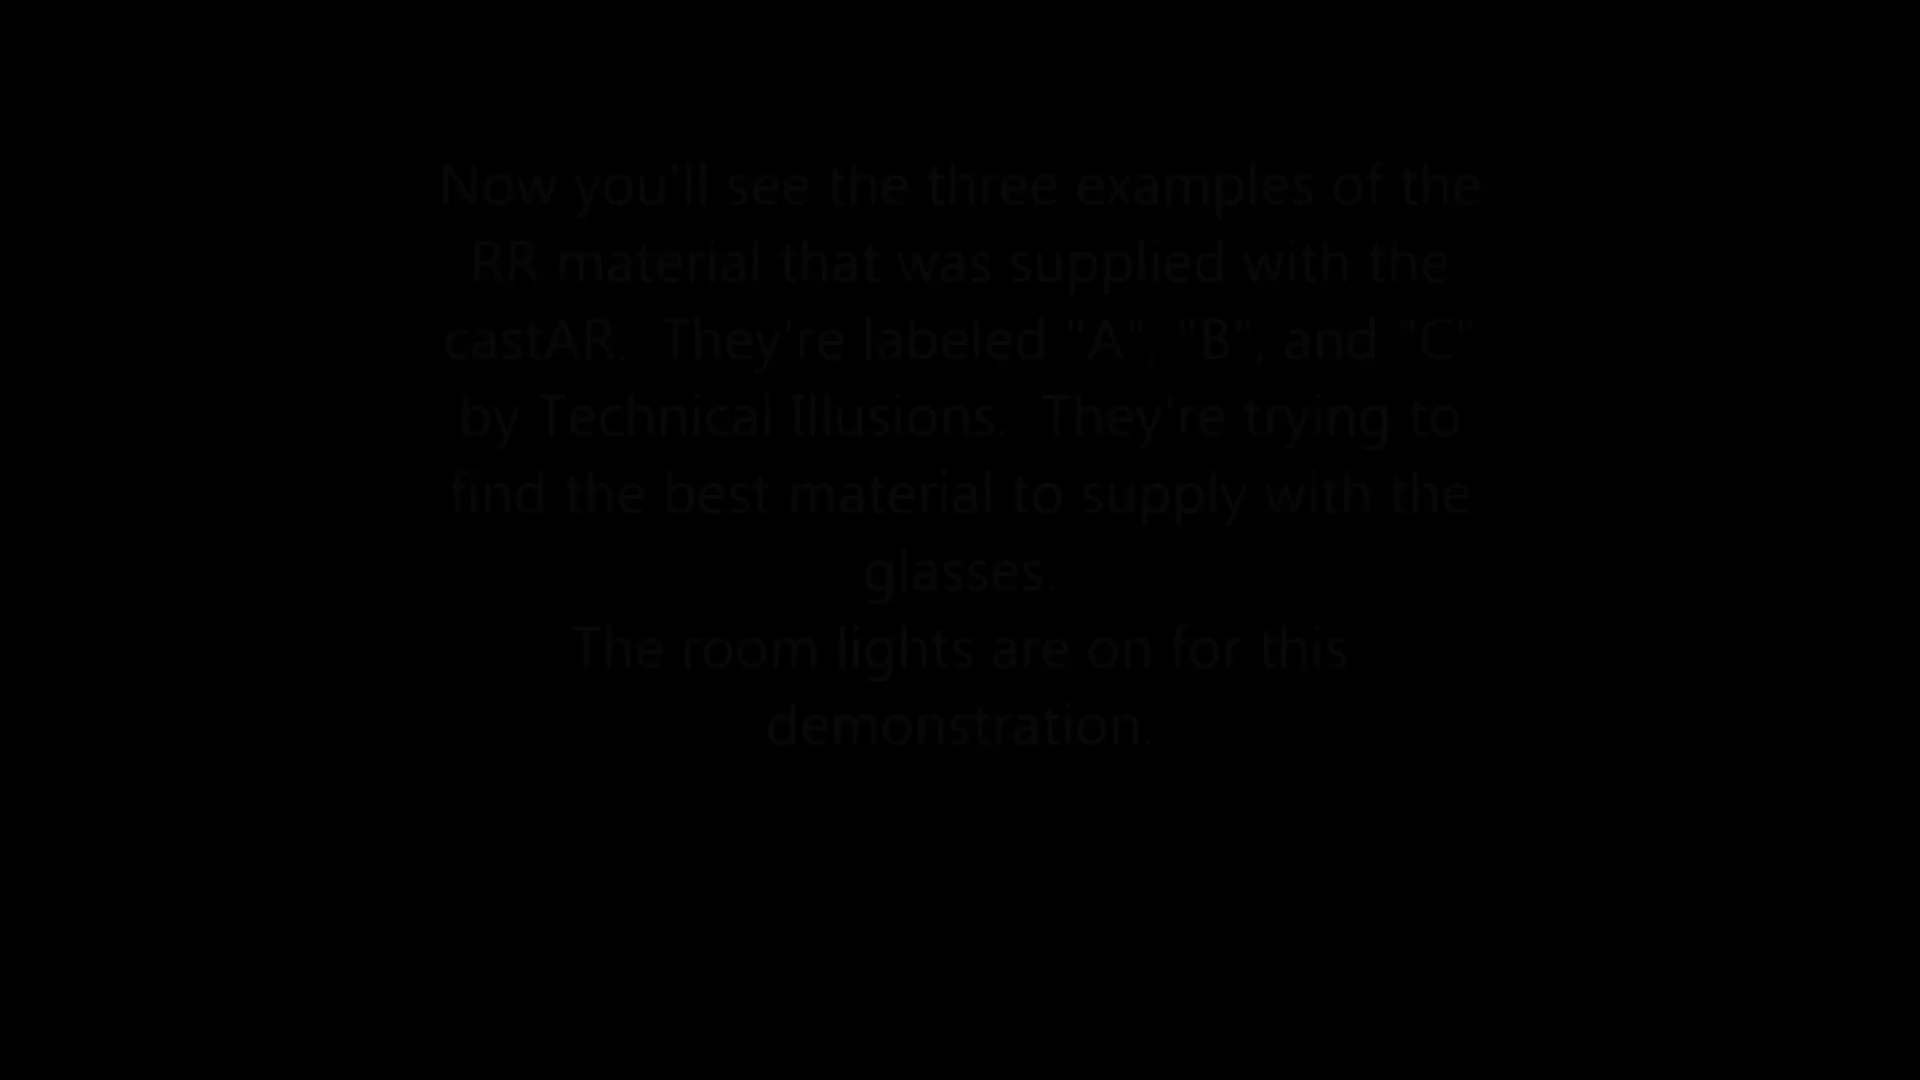 Now you'll see the three examples of the
RR material that was supplied with the
castAR.  They're labeled "A", "B", and "C"
by Technical Illusions.  They're trying to
find the best material to supply with the
glasses.
The room lights are on for this
demonstration.